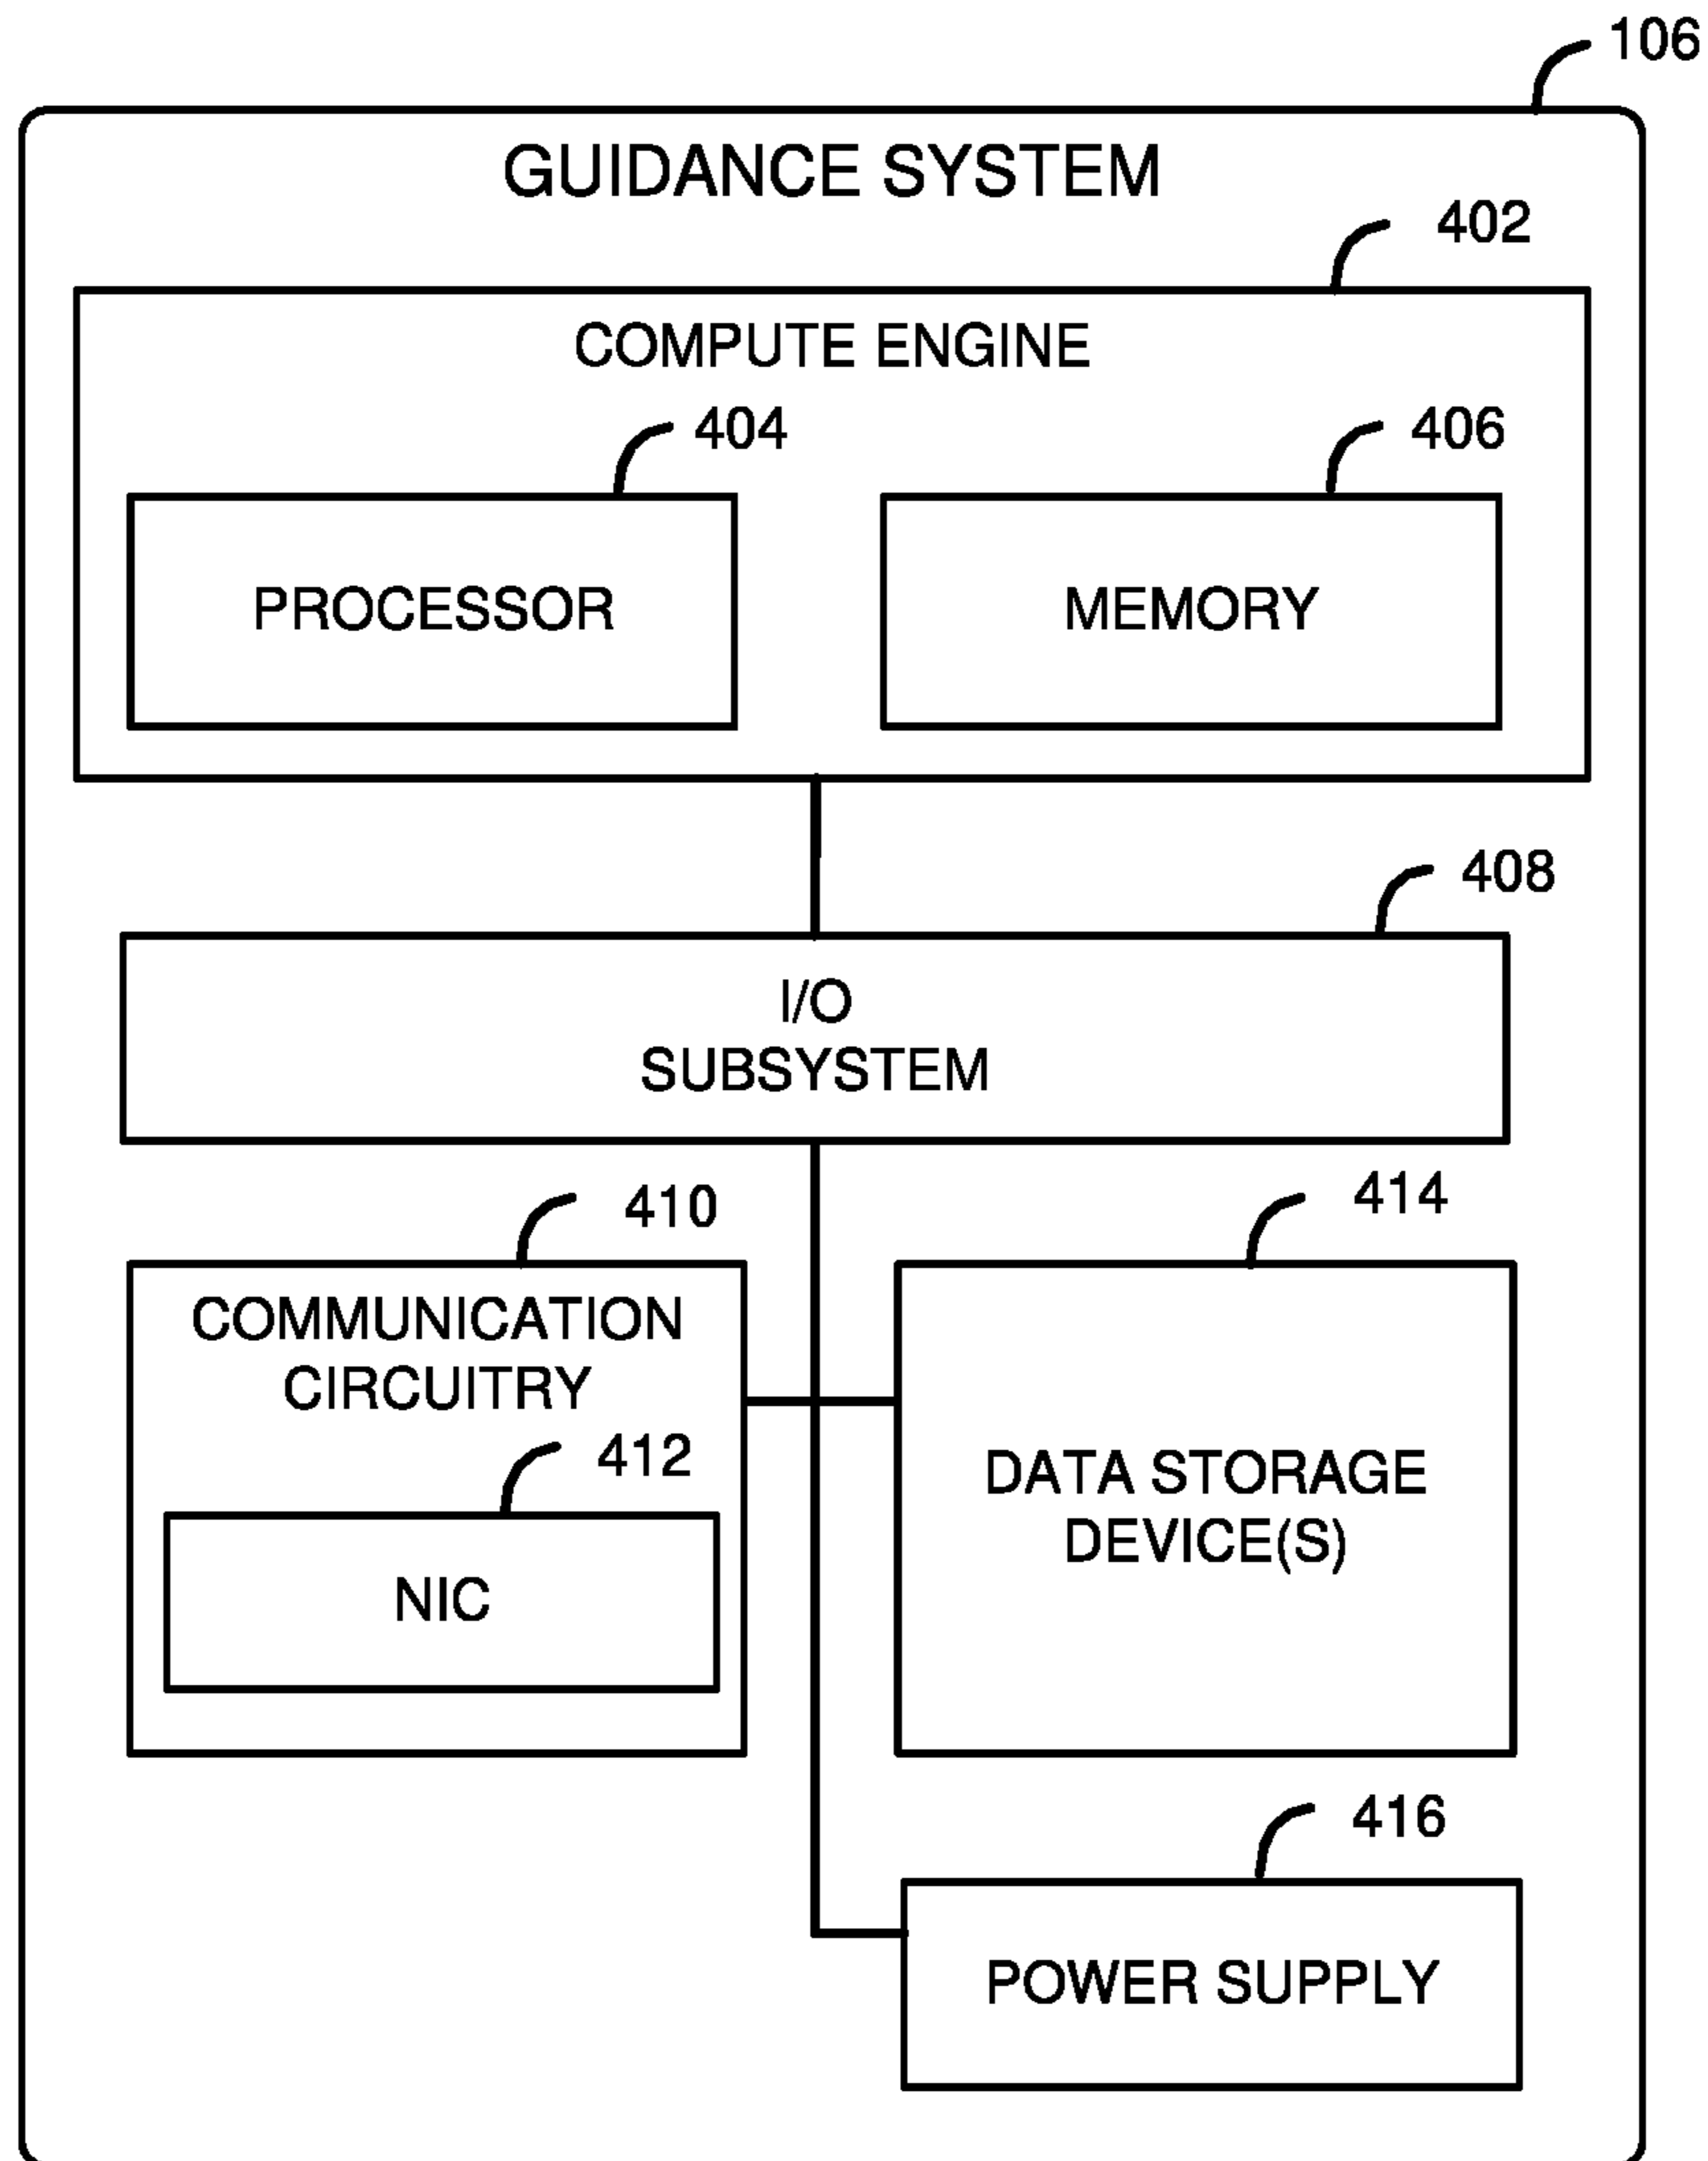 106
GUIDANCE SYSTEM
402
COMPUTE ENGINE
404
406
PROCESSOR
MEMORY
408
I/O
SUBSYSTEM
410
414
COMMUNICATION
CIRCUITRY
412
DATA STORAGE
DEVICE(S)
NIC
416
POWER SUPPLY